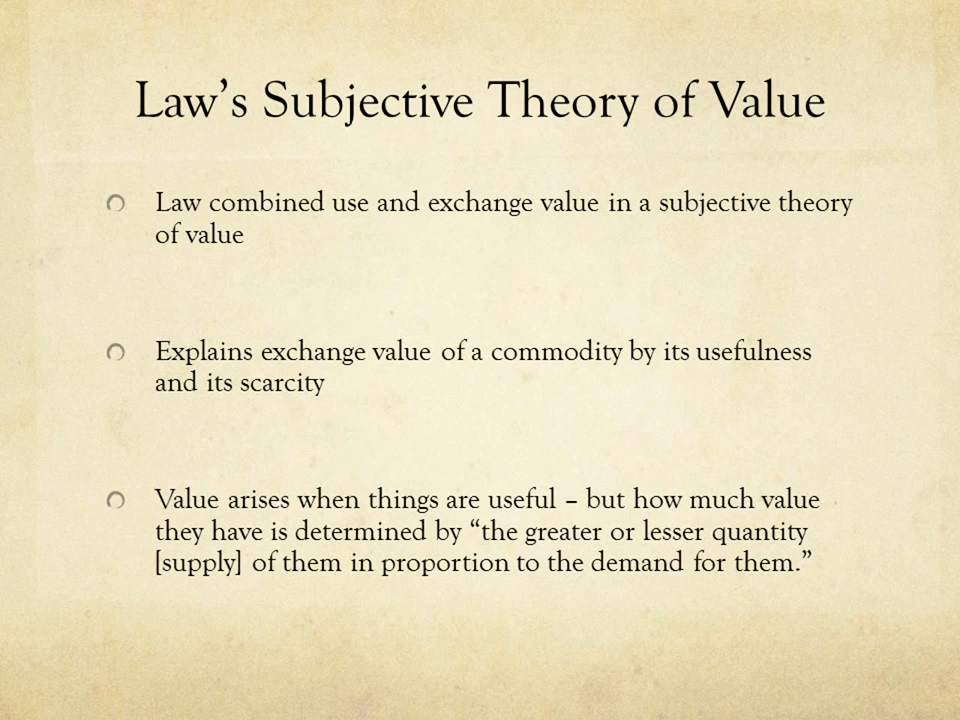 Law’s Subjective Theory of Value
Law combined use and exchange value in a subjective theory
of value
Explains exchange value of a commodity by its usefulness
and its scarcity
Value arises when things are useful – but how much value
they have is determined by “the greater or lesser quantity
[supply] of them in proportion to the demand for them.”